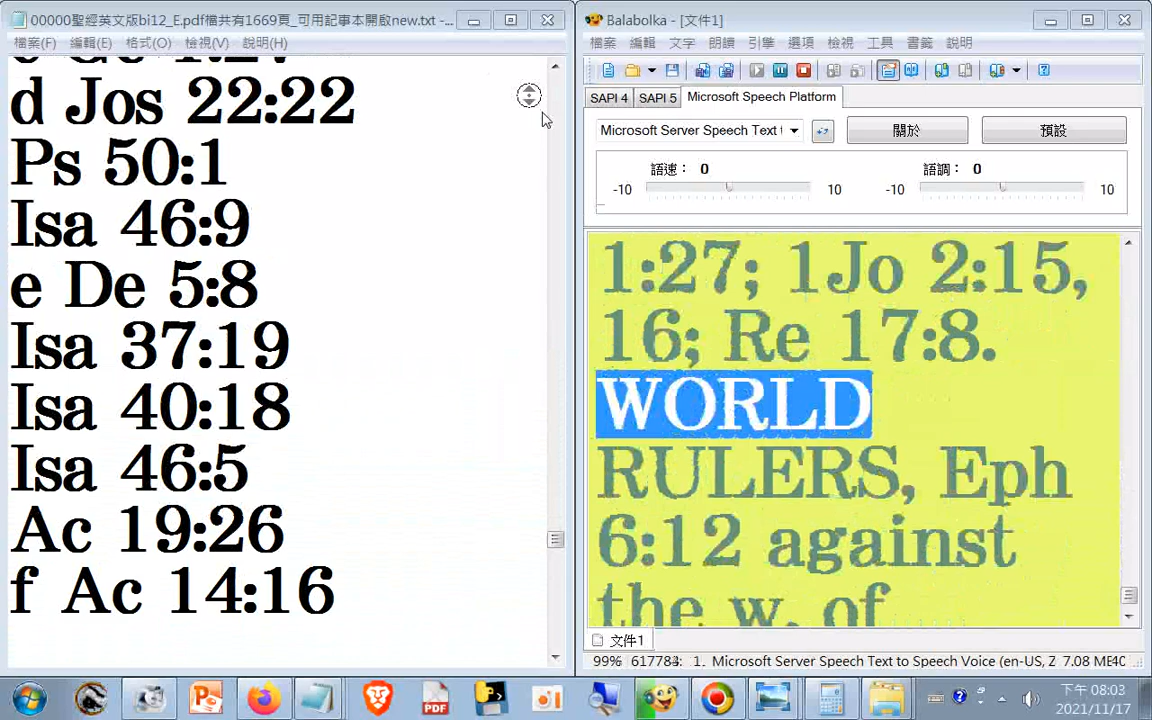 00000聖經英文版bi12_E.pdf檔共有1669頁_可用記事本開啟new.txt -...
檔案(F) 編輯(E) 格式(O) 檢視(V) 說明(H)
d Jos 22:22
Ps 50:1
Isa 46:9
e De 5:8
Isa 37:19
Isa 40:18
Isa 46:5
Ac 19:26
f Ac 14:16
Balabolka - [文件1]
檔案 編輯 文字 朗讀 引擎 選項 檢視 工具 書籤 說明
SAPI 4 SAPI 5 Microsoft Speech Platform
Microsoft Server Speech Text 關於 預設
語速： 0 語調： 0
-10 10 -10 10
1:27; 1Jo 2:15,
16; Re 17:8.
WORLD
RULERS, Eph
6:12 against
the w. of
文件1
99% 1. Microsoft Server Speech Text to Speech Voice (en-US, Z 7.08 ME
PDF
下午 08:03
2021/11/17